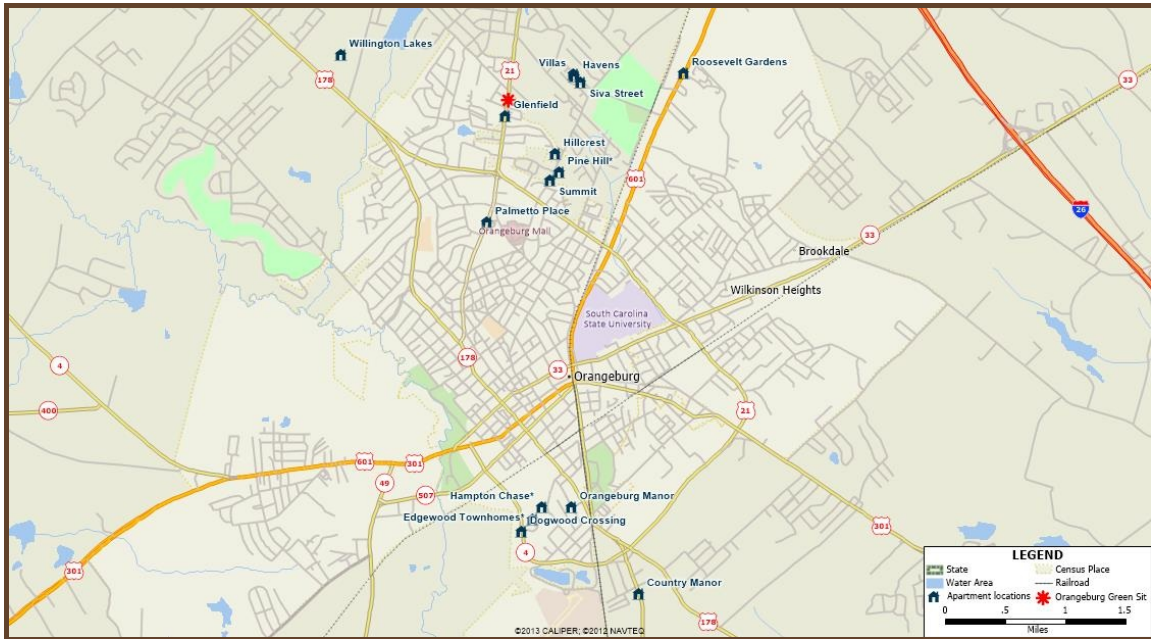 Willington Lakes
178
21
Villas
Havens
Siva Street
Roosevelt Gardens
33
Glenfield
Hillcrest
Pine Hill*
Summit
601
26
Palmetto Place
Orangeburg Mall
33
Brookdale
Wilkinson Heights
South Carolina
State University
4
178
33
Orangeburg
400
21
601
301
49
507
Hampton Chase*
Orangeburg Manor
Edgewood Townhomes*
Dogwood Crossing
301
4
301
Country Manor
178
LEGEND
State
Census Place
Water Area
Railroad
Apartment locations
Orangeburg Green Sit
0 .5 1 1.5
Miles
©2013 CALIPER; ©2012 NAVTEQ